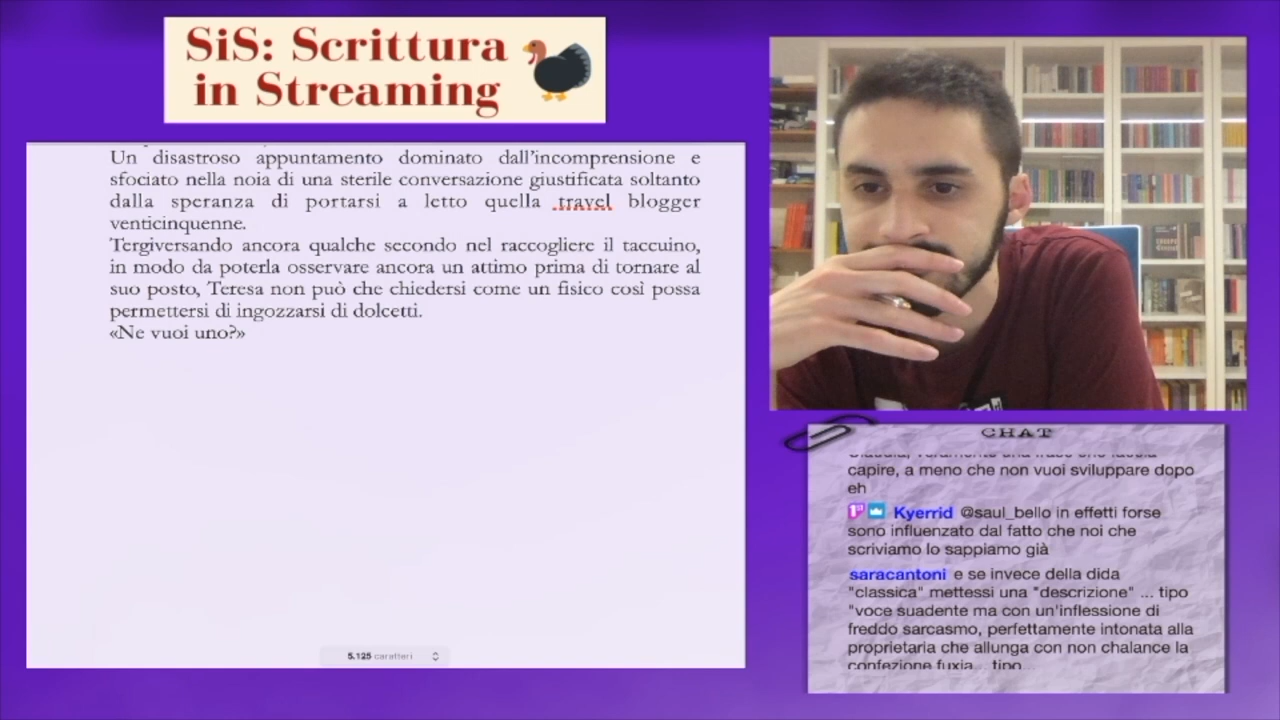 SiS: Scrittura
in Streaming
Un disastroso appuntamento dominato dall'incomprensione e
sfociato nella noia di una sterile conversazione giustificata soltanto
dalla speranza di portarsi a letto quella travel blogger
venticinquenne.
Tergiversando ancora qualche secondo nel raccogliere il taccuino,
in modo da poterla osservare ancora un attimo prima di tornare al
suo posto, Teresa non può che chiedersi come un fisico così possa
permettersi di ingozzarsi di dolcetti.
«Ne vuoi uno?»
5.125 caratteri
CHAT
capire, a meno che non vuoi sviluppare dopo
eh
Kyerrid @saul_bello in effetti forse
sono influenzato dal fatto che noi che
scriviamo lo sappiamo già
saracantoni e se invece della dida
"classica" mettessi una "descrizione" ... tipo
"voce suadente ma con un'inflessione di
freddo sarcasmo, perfettamente intonata alla
proprietaria che allunga con non chalance la
confezione fuxia... tipo...